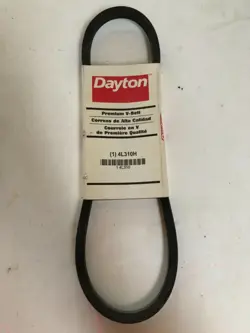 Dayton
Premium V-Belt
Correas de Alta Calidad
Courroie en V
de Première Qualité
(1) 4L310H